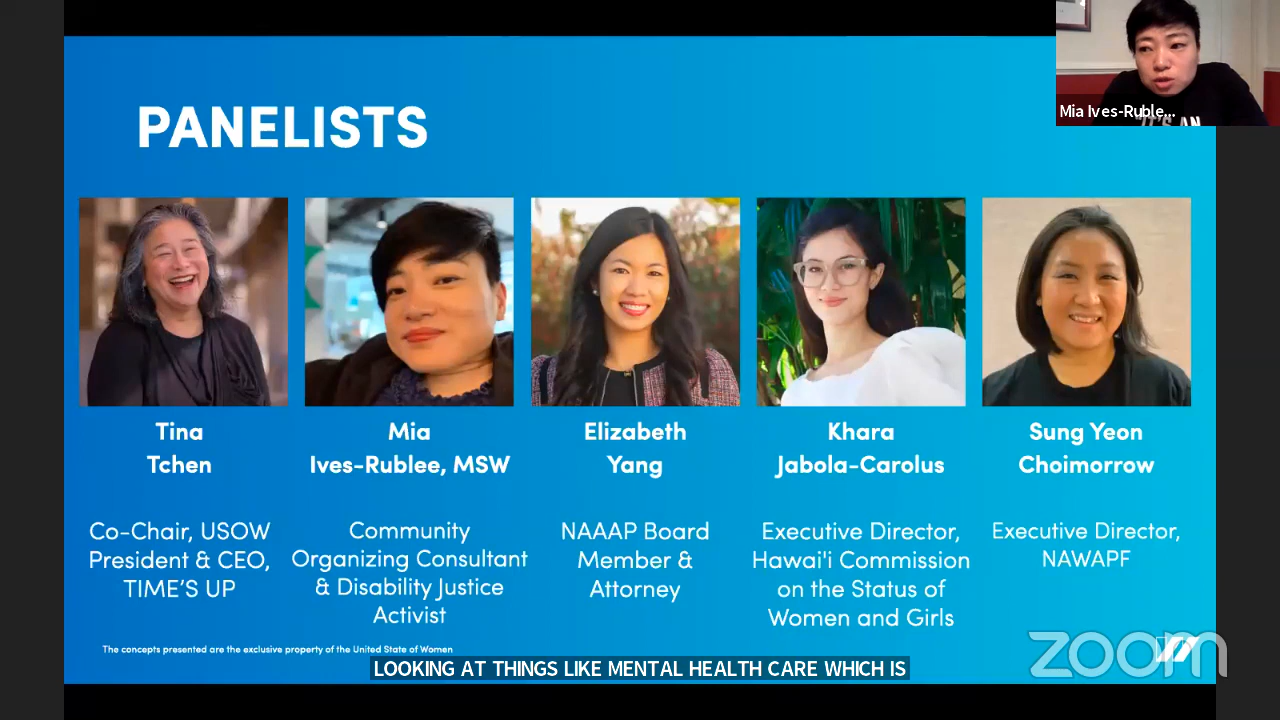 PANELISTS
Mia Ives-Ruble...
"IT'S AN
Tina
Tchen
Co-Chair, USOW
President & CEO,
TIME'S UP
Mia
Ives-Rublee, MSW
Community
Organizing Consultant
& Disability Justice
Activist
Elizabeth
Yang
NAAAP Board
Member &
Attorney
Khara
Jabola-Carolus
Executive Director,
Hawai'i Commission
on the Status of
Women and Girls
Sung Yeon
Choimorrow
Executive Director,
NAWAPF
The concepts presented are the exclusive property of the United State of Women
LOOKING AT THINGS LIKE MENTAL HEALTH CARE WHICH IS
zoom